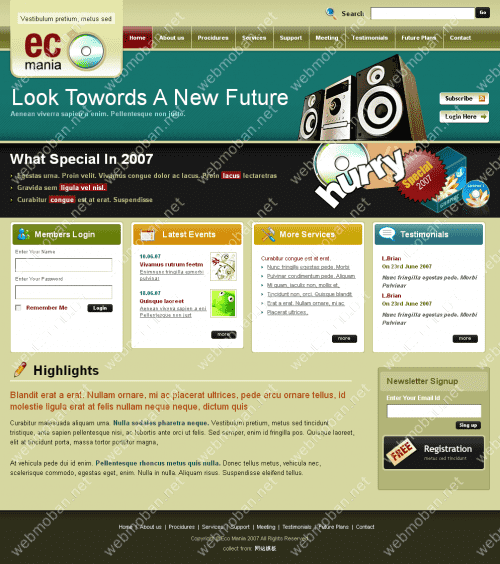 Vestibulum pretium, metus sed
Search:
Go
ec
mania
Home
About us
Procidures
Services
Support
Meeting
Testimonials
Future Plans
Contact
Look Towords A New Future
Aenean viverra sapien a enim. Pellentesque non justo.
Subscribe
Login Here
What Special In 2007
Egestas urna. Proin velit. Vivamus congue dolor ac lacus. Proin lacus lectaretras
Gravida sem ligula vel nisl.
Curabitur congue est at erat. Suspendisse
hurry
Special
2007
Members Login
Enter Your Name
Enter Your Password
Remember Me
Login
Latest Events
18.06.07
Vivamus rutrum feetm
Euismune fringilla aumorbi
pulvinar
18.06.07
Quisque laoreet
Aenean viverra sapien a eni
Pellentesque non just
more
More Services
Curabitur congue est at erat.
Nunc fringilla egestas pede. Morbi
Pulvinar condimentum pede. Aliquam
Mi quam, iaculis non, mollis et,
Tincidunt non, orci. Quisque blandit
Erat a erat. Nullam ornare, mi ac
Placerat ultrices,
more
Testimonials
L.Brian
On 23rd June 2007
Nunc fringilla egestas pede. Morbi
Pulvinar
L.Brian
On 23rd June 2007
Nunc fringilla egestas pede. Morbi
Pulvinar
more
Highlights
Blandit erat a erat. Nullam ornare, mi ac placerat ultrices, pede arcu ornare tellus, id
molestie ligula erat at felis nullam neque neque, dictum quis
Curabitur malesuada aliquam urna. Nulla sodales pharetra neque. Vestibulum pretium, metus sed tincidunt
tristique, ante sapien pellentesque nisi, ac lobortis ante orci ut felis. Sed semper, enim id fringilla pos. Quisque laoreet,
elit at tincidunt porta, massa tortor porttitor magna,
At vehicula pede dui id enim. Pellentesque rhoncus metus quis nulla. Donec tellus metus, vehicula nec,
scelerisque commodo, egestas eget, enim. Nulla in nulla. Aliquam risus. Suspendisse eleifend tellus.
Newsletter Signup
Enter Your Email Id
Sing up
FREE
Registration
metus sed tincidunt
Home | About us | Procidures | Services | Support | Meeting | Testimonials | Future Plans | Contact
Copyright Eco Mania 2007 All Rights Reserved
collect from 网站模板
webmoban.net